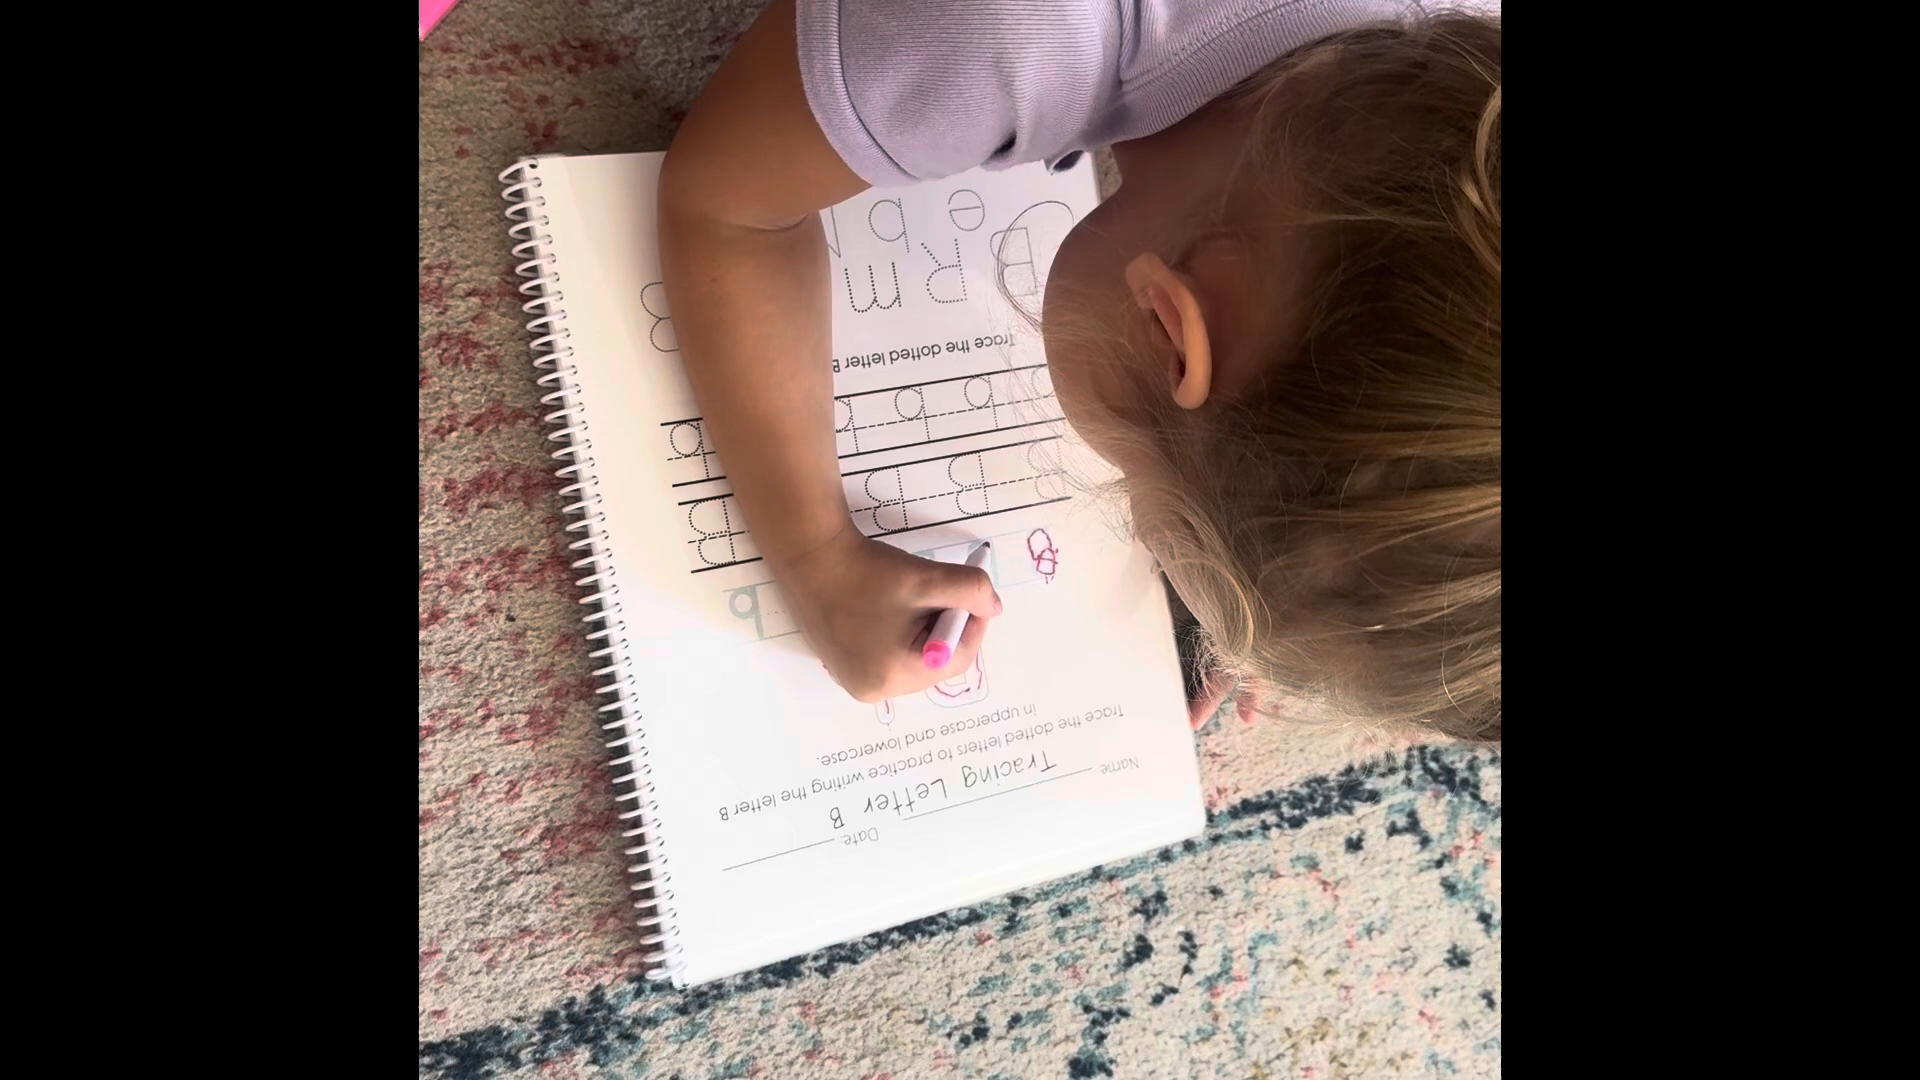 Name: Date:
Tracing Letter B
Trace the dotted letters to practice writing the letter B
in uppercase and lowercase.
B b
B B B B
b b b b b
Trace the dotted letter B
B R m B
e b